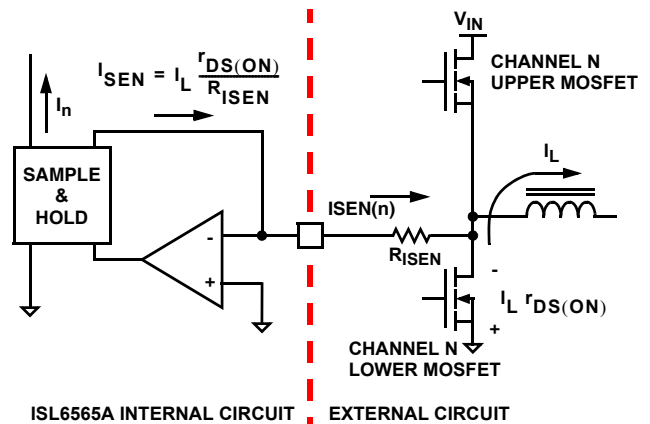 V_IN
CHANNEL N
UPPER MOSFET
I_SEN = I_L r_DS(ON) / R_ISEN
I_n
I_L
SAMPLE
&
HOLD
ISEN(n)
-
+
R_ISEN
-
I_L r_DS(ON)
+
CHANNEL N
LOWER MOSFET
ISL6565A INTERNAL CIRCUIT
EXTERNAL CIRCUIT